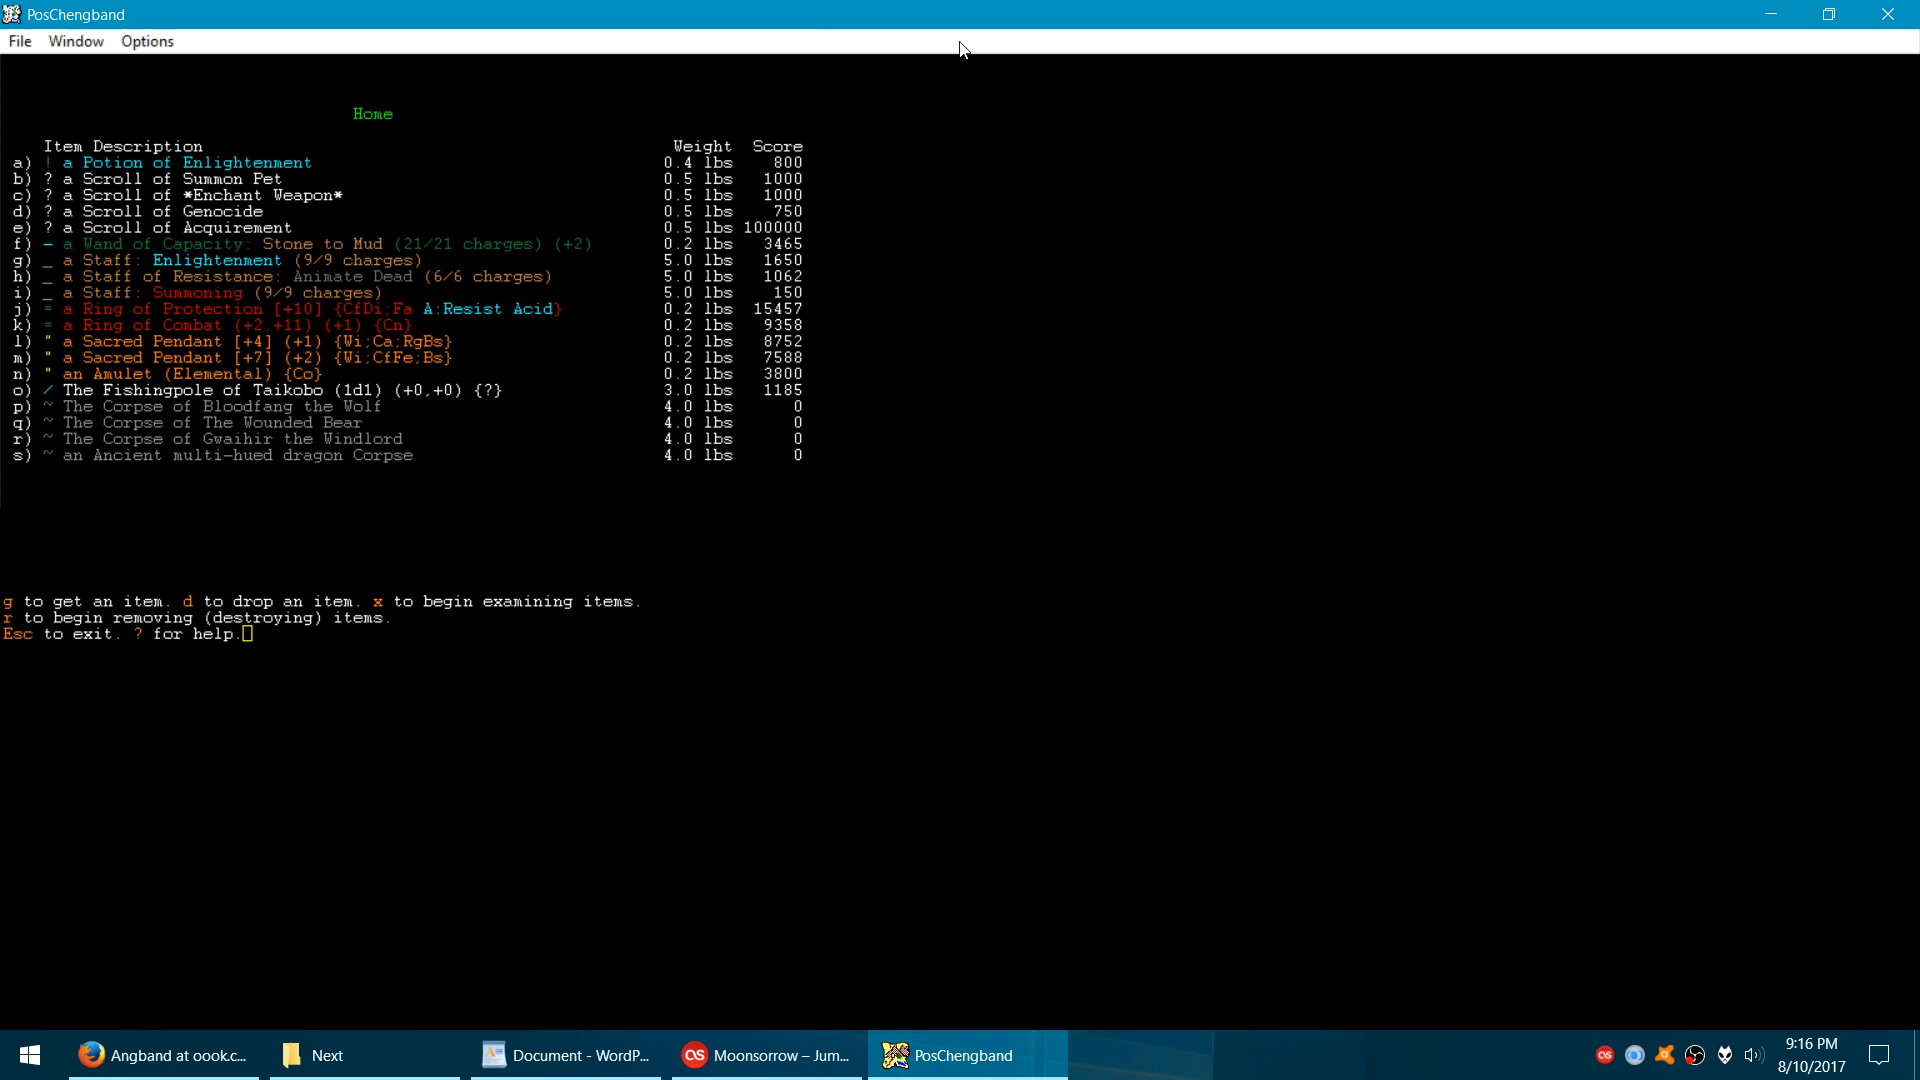 PosChengband
File Window Options
Home
Item Description Weight Score
a) ! a Potion of Enlightenment 0.4 lbs 800
b) ? a Scroll of Summon Pet 0.5 lbs 1000
c) ? a Scroll of *Enchant Weapon* 0.5 lbs 1000
d) ? a Scroll of Genocide 0.5 lbs 750
e) ? a Scroll of Acquirement 0.5 lbs 100000
f) - a Wand of Capacity: Stone to Mud (21/21 charges) (+2) 0.2 lbs 3465
g) _ a Staff: Enlightenment (9/9 charges) 5.0 lbs 1650
h) _ a Staff of Resistance: Animate Dead (6/6 charges) 5.0 lbs 1062
i) _ a Staff: Summoning (9/9 charges) 5.0 lbs 150
j) = a Ring of Protection [+10] {CfDi;Fa A:Resist Acid} 0.2 lbs 15457
k) = a Ring of Combat (+2,+11) (+1) {Cn} 0.2 lbs 9358
l) " a Sacred Pendant [+4] (+1) {Wi;Ca;RgBs} 0.2 lbs 8752
m) " a Sacred Pendant [+7] (+2) {Wi;CfFe;Bs} 0.2 lbs 7588
n) " an Amulet (Elemental) {Co} 0.2 lbs 3800
o) / The Fishingpole of Taikobo (1d1) (+0,+0) {?} 3.0 lbs 1185
p) ~ The Corpse of Bloodfang the Wolf 4.0 lbs 0
q) ~ The Corpse of The Wounded Bear 4.0 lbs 0
r) ~ The Corpse of Gwaihir the Windlord 4.0 lbs 0
s) ~ an Ancient multi-hued dragon Corpse 4.0 lbs 0
g to get an item. d to drop an item. x to begin examining items.
r to begin removing (destroying) items.
Esc to exit. ? for help.
Angband at oook.c... Next Document - WordP... Moonsorrow – Jum... PosChengband 9:16 PM
8/10/2017